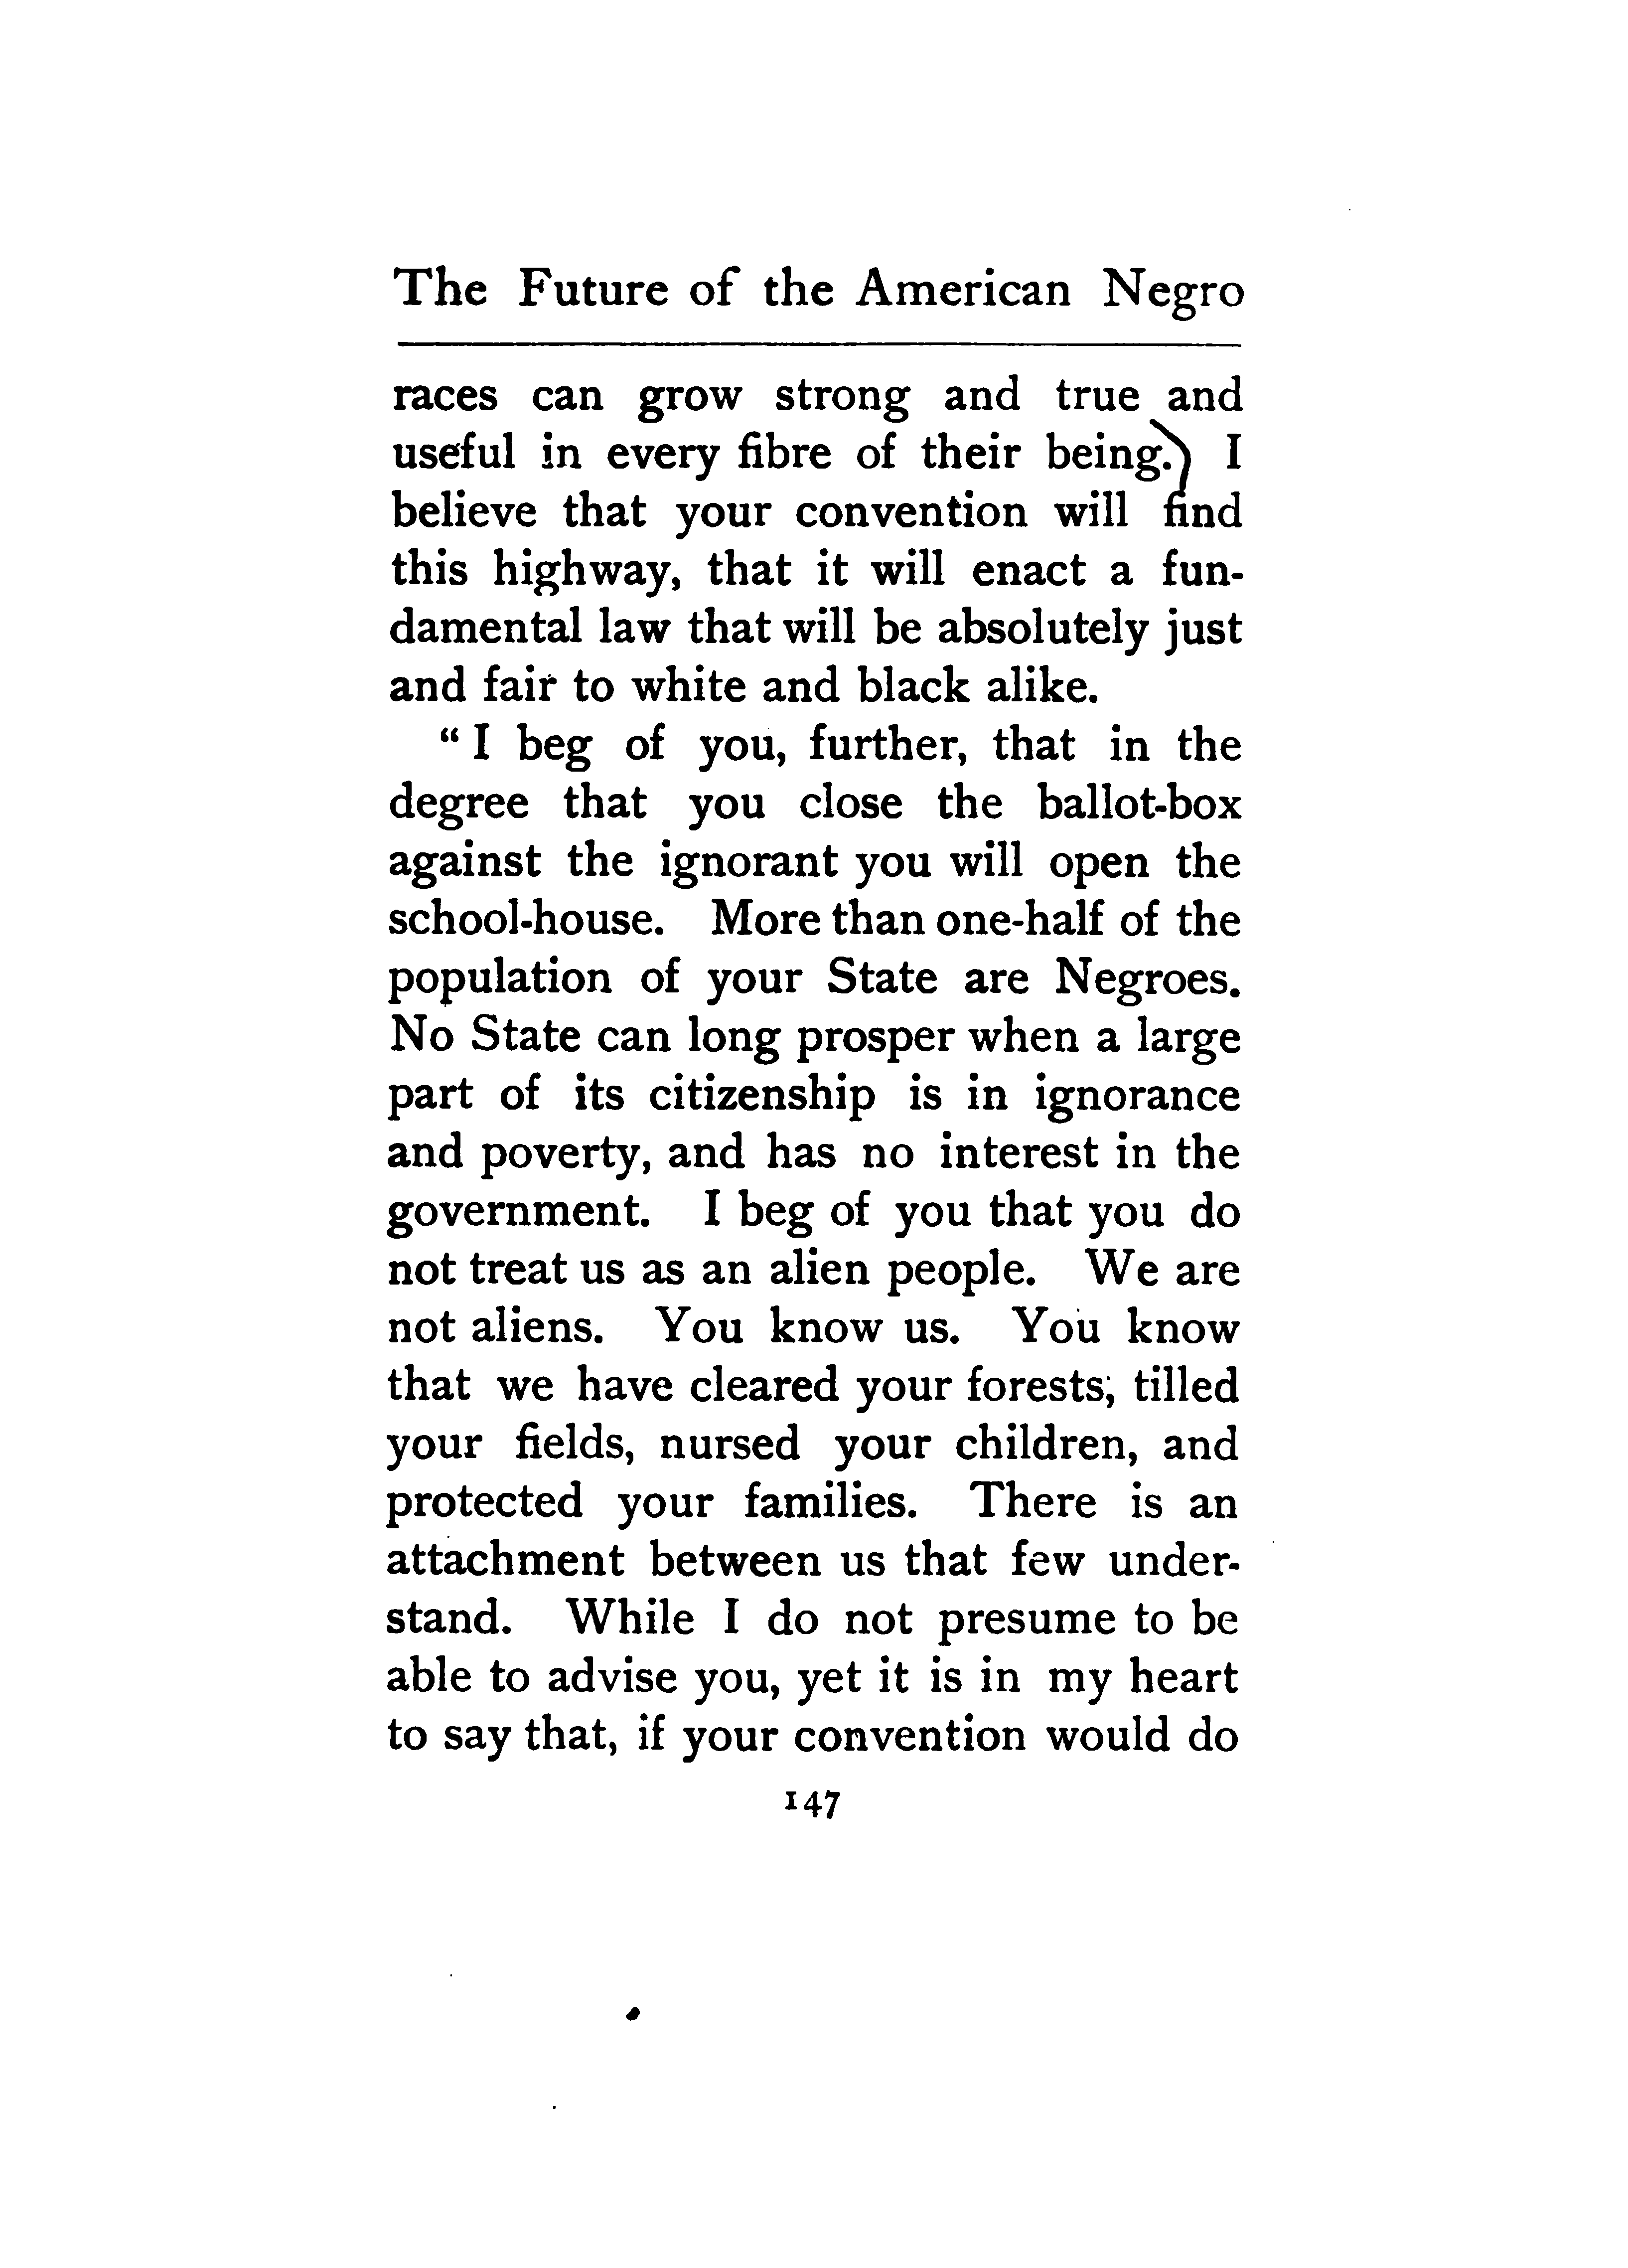 The Future of the American Negro
races can grow strong and true and
useful in every fibre of their being.) I
believe that your convention will find
this highway, that it will enact a fun-
damental law that will be absolutely just
and fair to white and black alike.
“ I beg of you, further, that in the
degree that you close the ballot-box
against the ignorant you will open the
school-house. More than one-half of the
population of your State are Negroes.
No State can long prosper when a large
part of its citizenship is in ignorance
and poverty, and has no interest in the
government. I beg of you that you do
not treat us as an alien people. We are
not aliens. You know us. You know
that we have cleared your forests, tilled
your fields, nursed your children, and
protected your families. There is an
attachment between us that few under-
stand. While I do not presume to be
able to advise you, yet it is in my heart
to say that, if your convention would do
147